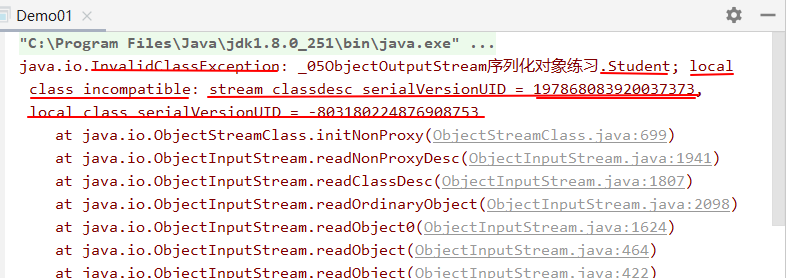 Demo01
"C:\Program Files\Java\jdk1.8.0_251\bin\java.exe" ...
java.io.InvalidClassException: _05ObjectOutputStream序列化对象练习.Student; local
class incompatible: stream classdesc serialVersionUID = 197868083920037373,
local class serialVersionUID = -803180224876908753
at java.io.ObjectStreamClass.initNonProxy(ObjectStreamClass.java:699)
at java.io.ObjectInputStream.readNonProxyDesc(ObjectInputStream.java:1941)
at java.io.ObjectInputStream.readClassDesc(ObjectInputStream.java:1807)
at java.io.ObjectInputStream.readOrdinaryObject(ObjectInputStream.java:2098)
at java.io.ObjectInputStream.readObject0(ObjectInputStream.java:1624)
at java.io.ObjectInputStream.readObject(ObjectInputStream.java:464)
at java.io.ObjectInputStream.readObject(ObjectInputStream.java:422)